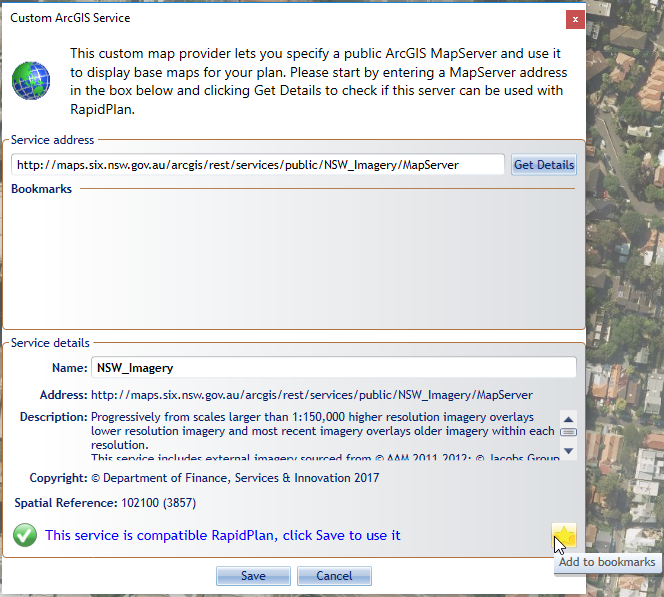 Custom ArcGIS Service
x
This custom map provider lets you specify a public ArcGIS MapServer and use it
to display base maps for your plan. Please start by entering a MapServer address
in the box below and clicking Get Details to check if this server can be used with
RapidPlan.
Service address
http://maps.six.nsw.gov.au/arcgis/rest/services/public/NSW_Imagery/MapServer Get Details
Bookmarks
Service details
Name: NSW_Imagery
Address: http://maps.six.nsw.gov.au/arcgis/rest/services/public/NSW_Imagery/MapServer
Description: Progressively from scales larger than 1:150,000 higher resolution imagery overlays
lower resolution imagery and most recent imagery overlays older imagery within each
resolution.
This service includes external imagery sourced from © AAM 2011 2012; © Jacobs Group
Copyright: © Department of Finance, Services & Innovation 2017
Spatial Reference: 102100 (3857)
This service is compatible RapidPlan, click Save to use it
Add to bookmarks
Save Cancel